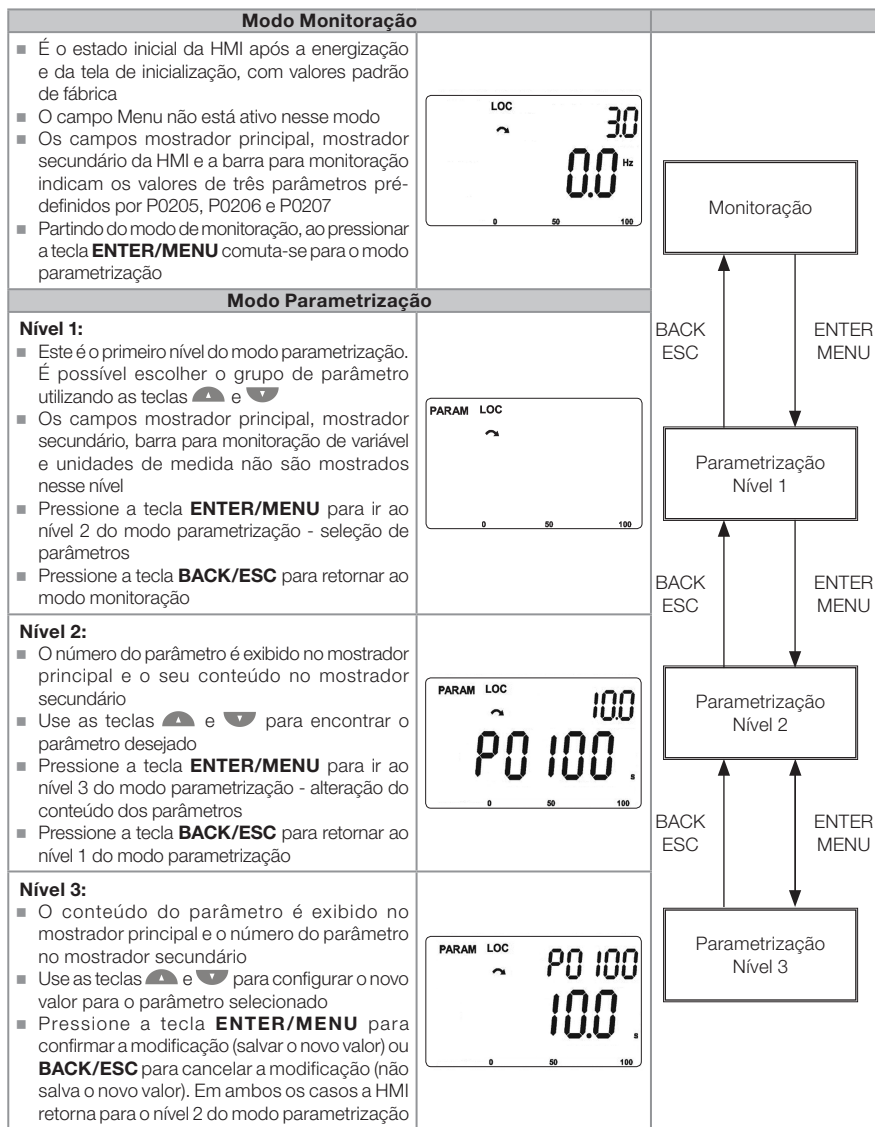 Modo Monitoração
■ É o estado inicial da HMI após a energização
e da tela de inicialização, com valores padrão
de fábrica
■ O campo Menu não está ativo nesse modo
■ Os campos mostrador principal, mostrador
secundário da HMI e a barra para monitoração
indicam os valores de três parâmetros pré-
definidos por P0205, P0206 e P0207
■ Partindo do modo de monitoração, ao pressionar
a tecla ENTER/MENU comuta-se para o modo
parametrização
LOC
3.0
0.0 Hz
0 50 100
Monitoração
BACK
ESC
ENTER
MENU
Modo Parametrização
Nível 1:
■ Este é o primeiro nível do modo parametrização.
É possível escolher o grupo de parâmetro
utilizando as teclas e
■ Os campos mostrador principal, mostrador
secundário, barra para monitoração de variável
e unidades de medida não são mostrados
nesse nível
■ Pressione a tecla ENTER/MENU para ir ao
nível 2 do modo parametrização - seleção de
parâmetros
■ Pressione a tecla BACK/ESC para retornar ao
modo monitoração
PARAM LOC
0 50 100
Parametrização
Nível 1
BACK
ESC
ENTER
MENU
Nível 2:
■ O número do parâmetro é exibido no mostrador
principal e o seu conteúdo no mostrador
secundário
■ Use as teclas e para encontrar o
parâmetro desejado
■ Pressione a tecla ENTER/MENU para ir ao
nível 3 do modo parametrização - alteração do
conteúdo dos parâmetros
■ Pressione a tecla BACK/ESC para retornar ao
nível 1 do modo parametrização
PARAM LOC
10.0
P0100 s
0 50 100
Parametrização
Nível 2
BACK
ESC
ENTER
MENU
Nível 3:
■ O conteúdo do parâmetro é exibido no
mostrador principal e o número do parâmetro
no mostrador secundário
■ Use as teclas e para configurar o novo
valor para o parâmetro selecionado
■ Pressione a tecla ENTER/MENU para
confirmar a modificação (salvar o novo valor) ou
BACK/ESC para cancelar a modificação (não
salva o novo valor). Em ambos os casos a HMI
retorna para o nível 2 do modo parametrização
PARAM LOC
P0100
10.0 s
0 50 100
Parametrização
Nível 3